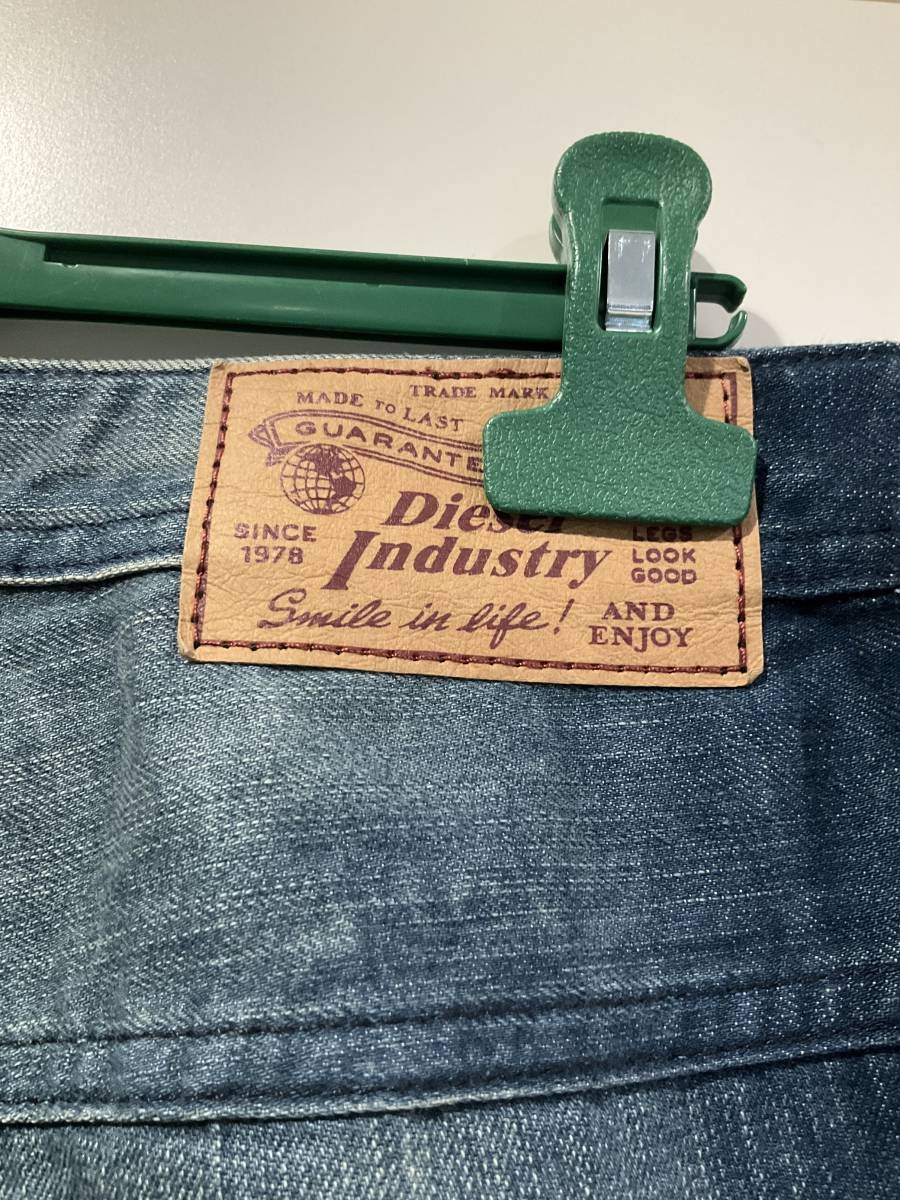 TRADE MARK
MADE TO LAST
Diesel
SINCE
1978
Industry
LEGS
LOOK
GOOD
Smile in life!
AND
ENJOY